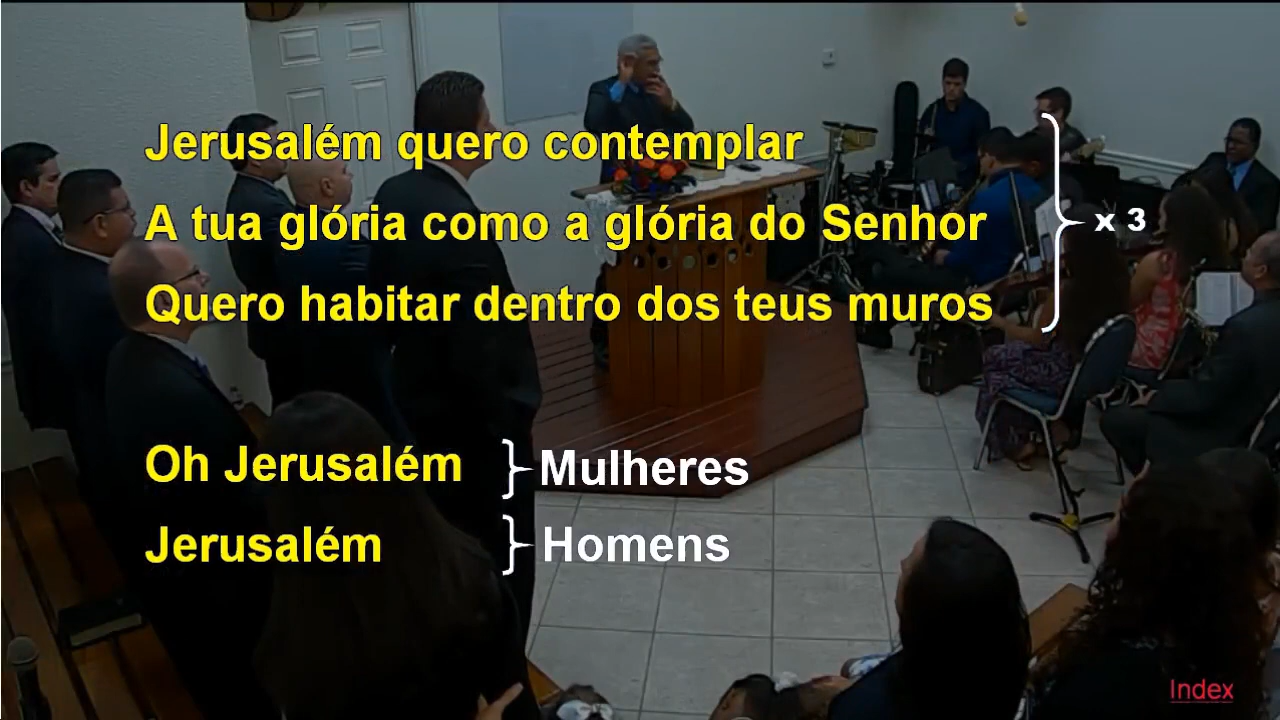 Jerusalém quero contemplar
A tua glória como a glória do Senhor
Quero habitar dentro dos teus muros
x 3
Oh Jerusalém Mulheres
Jerusalém Homens
Index